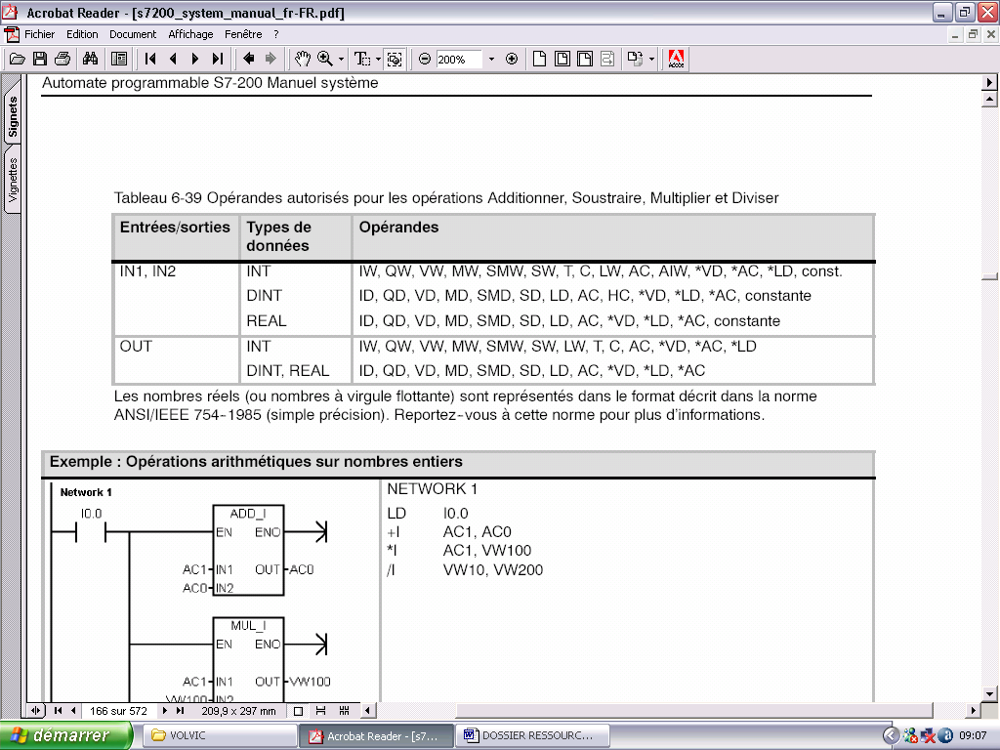 Acrobat Reader - [s7200_system_manual_fr-FR.pdf]
Fichier Edition Document Affichage Fenêtre ?
200%
Adobe
Signets
Vignettes
Automate programmable S7-200 Manuel système
Tableau 6-39 Opérandes autorisés pour les opérations Additionner, Soustraire, Multiplier et Diviser
Entrées/sorties Types de données Opérandes
IN1, IN2 INT IW, QW, VW, MW, SMW, SW, T, C, LW, AC, AIW, *VD, *AC, *LD, const.
DINT ID, QD, VD, MD, SMD, SD, LD, AC, HC, *VD, *LD, *AC, constante
REAL ID, QD, VD, MD, SMD, SD, LD, AC, *VD, *LD, *AC, constante
OUT INT IW, QW, VW, MW, SMW, SW, LW, T, C, AC, *VD, *AC, *LD
DINT, REAL ID, QD, VD, MD, SMD, SD, LD, AC, *VD, *LD, *AC
Les nombres réels (ou nombres à virgule flottante) sont représentés dans le format décrit dans la norme
ANSI/IEEE 754-1985 (simple précision). Reportez-vous à cette norme pour plus d'informations.
Exemple : Opérations arithmétiques sur nombres entiers
Network 1
I0.0
ADD_I
EN ENO
AC1 IN1 OUT AC0
AC0 IN2
MUL_I
EN ENO
AC1 IN1 OUT VW100
VW100 IN2
NETWORK 1
LD I0.0
+I AC1, AC0
*I AC1, VW100
/I VW10, VW200
166 sur 572 209,9 x 297 mm
démarrer VOLVIC Acrobat Reader - [s7... DOSSIER RESSOURC... 09:07